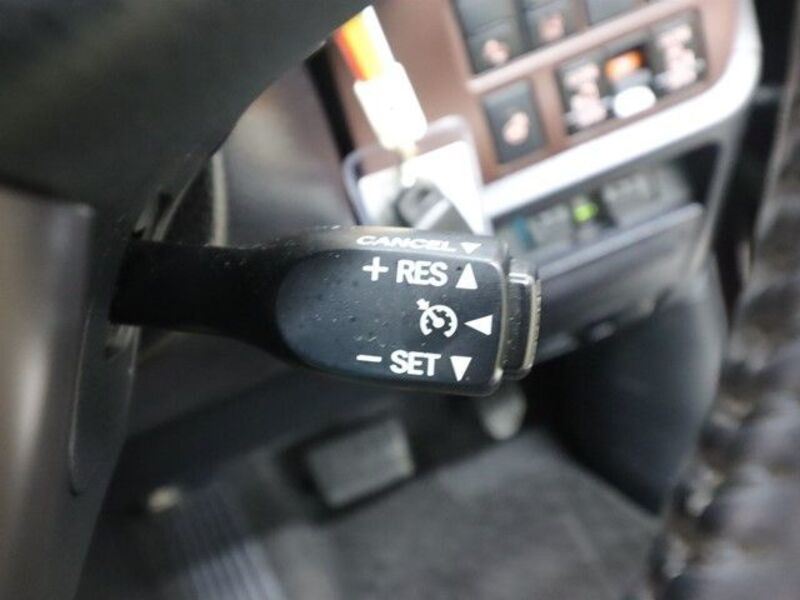 CANCEL▼
+ RES ▲
◀
− SET ▼